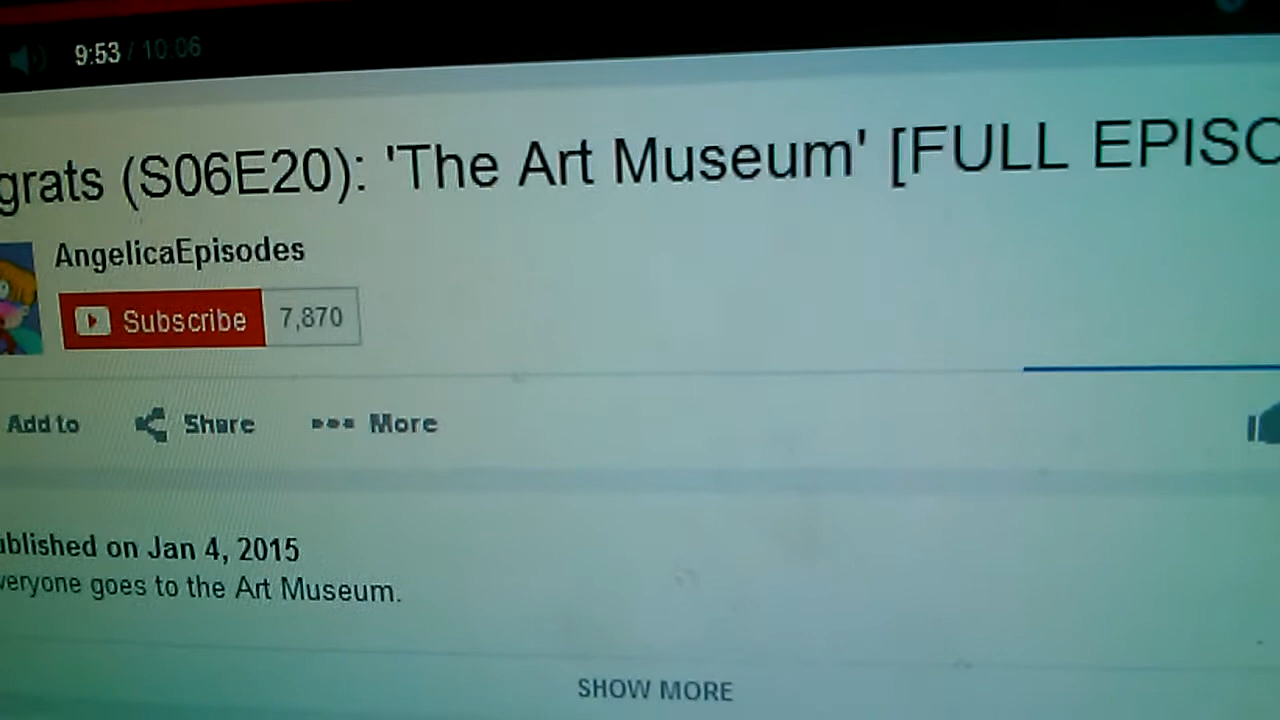 9:53 / 10:06
grats (S06E20): 'The Art Museum' [FULL EPISO
AngelicaEpisodes
Subscribe 7,870
Add to Share More
ublished on Jan 4, 2015
veryone goes to the Art Museum.
SHOW MORE